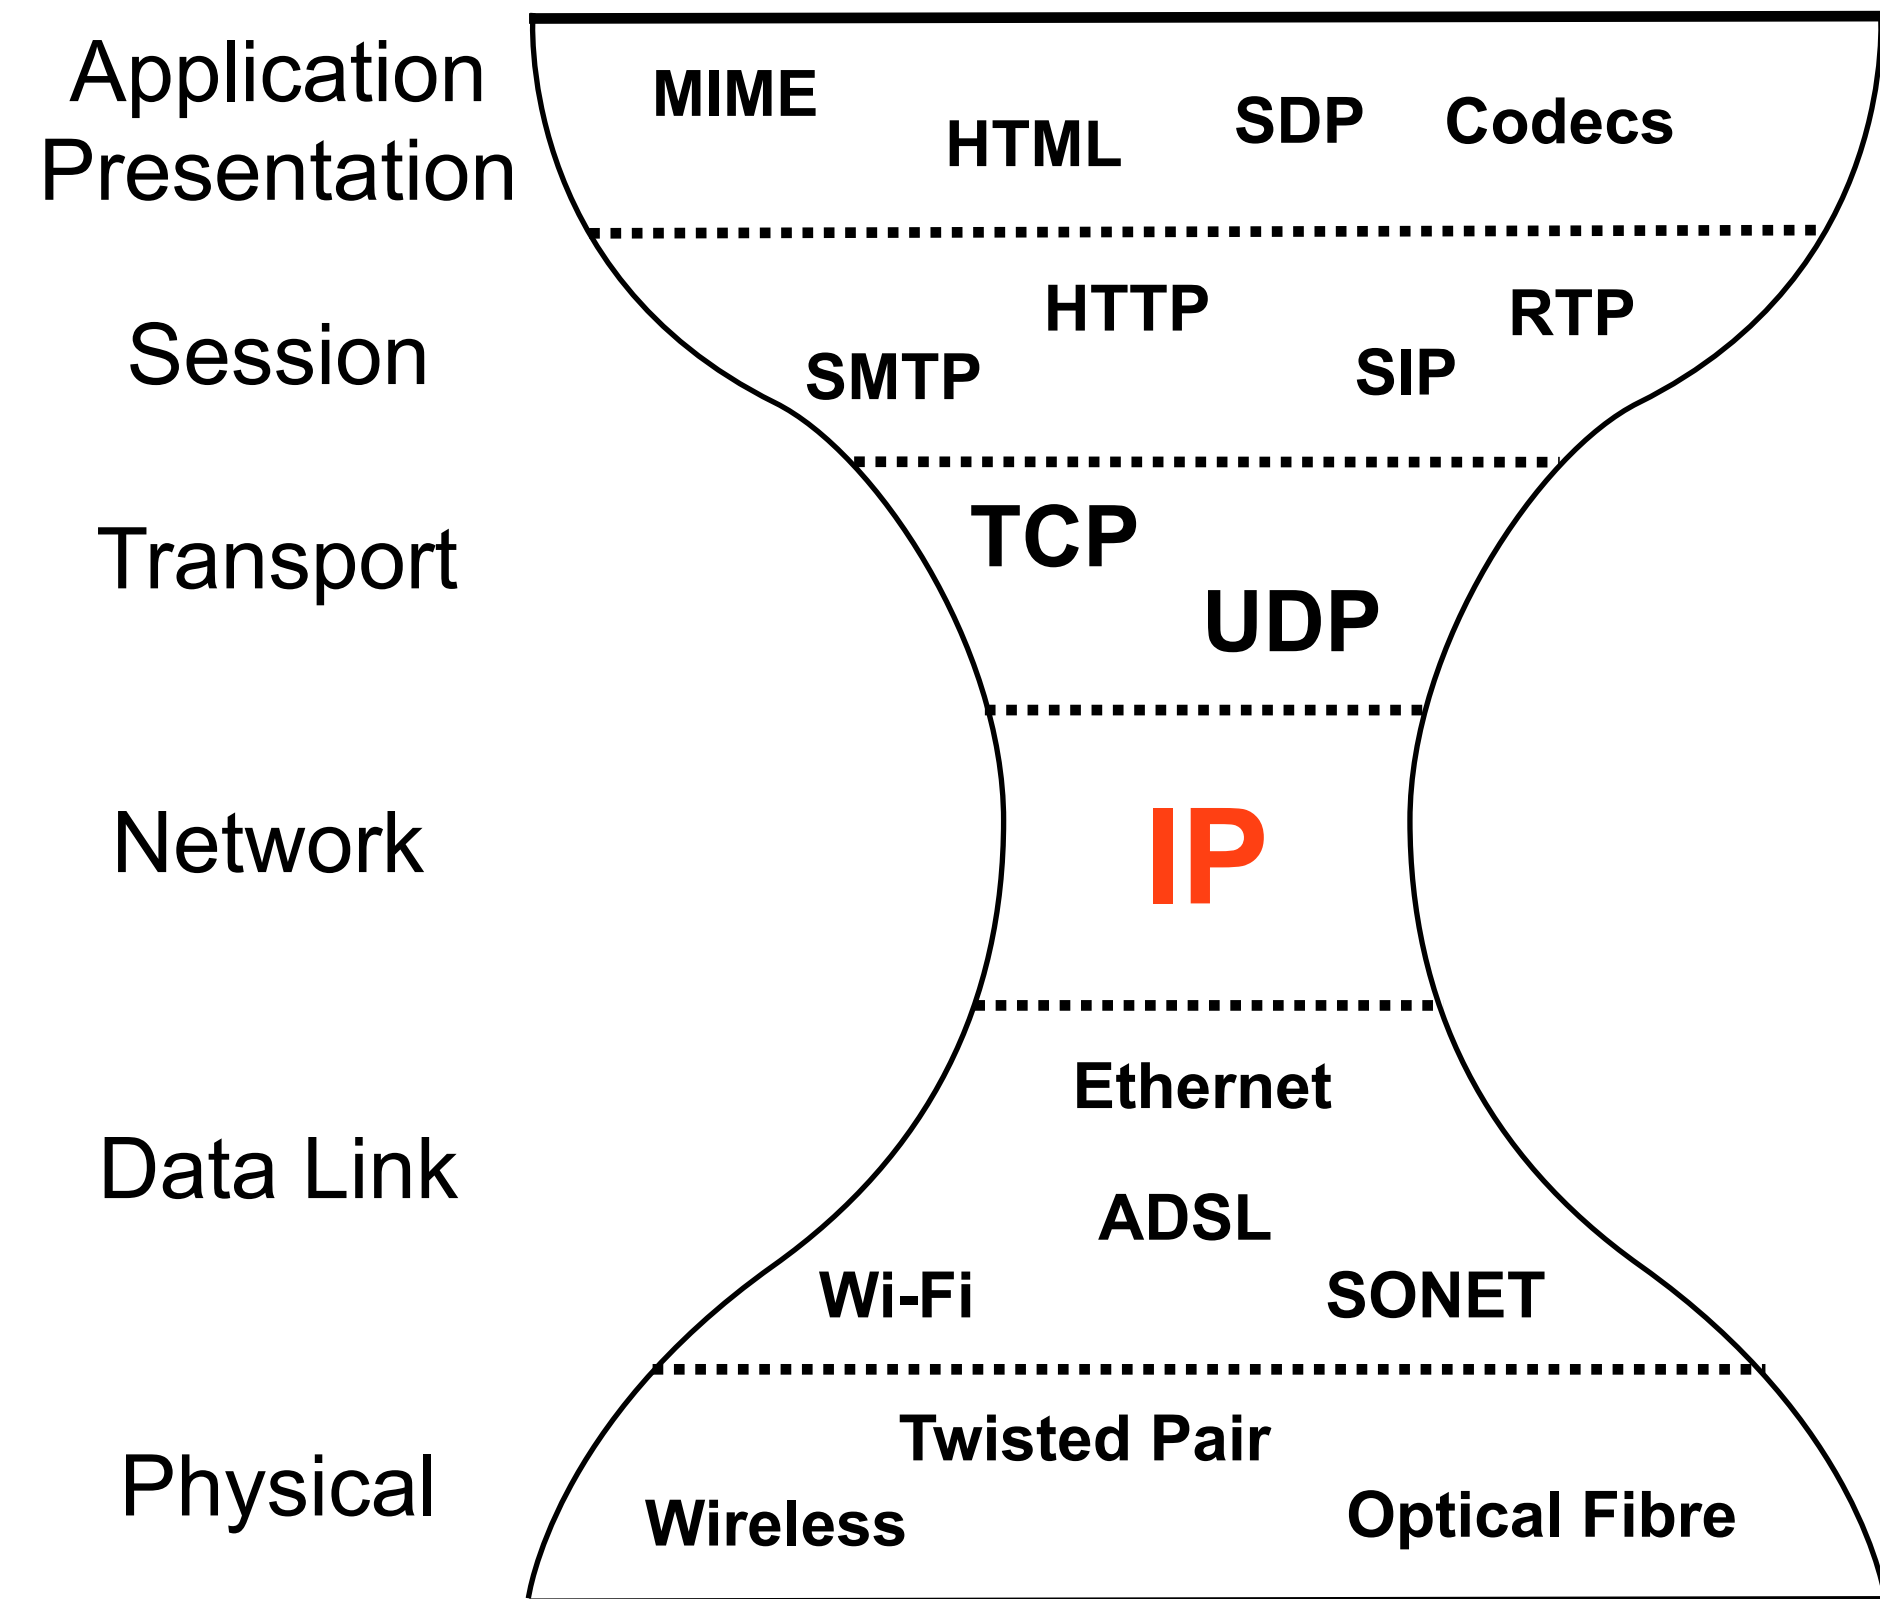 Application
Presentation
MIME
HTML
SDP
Codecs
Session
HTTP
RTP
SMTP
SIP
Transport
TCP
UDP
Network
IP
Data Link
Ethernet
ADSL
Wi-Fi
SONET
Physical
Twisted Pair
Wireless
Optical Fibre